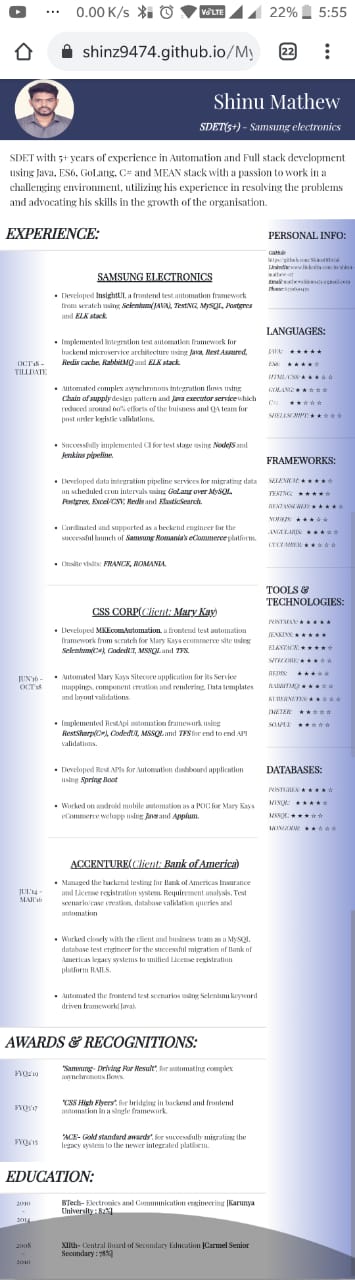 0.00 K/s VoLTE 22% 5:55
shinz9474.github.io/My 22
Shinu Mathew
SDET(5+) - Samsung electronics
SDET with 5+ years of experience in Automation and Full stack development
using Java, ES6, GoLang, C# and MEAN stack with a passion to work in a
challenging environment, utilizing his experience in resolving the problems
and advocating his skills in the growth of the organisation.
EXPERIENCE:
SAMSUNG ELECTRONICS
OCT'18 -
TILLDATE
• Developed InsightUI, a frontend test automation framework
from scratch using Selenium(JAVA), TestNG, MySQL, Postgres
and ELK stack.
• Implemented integration test automation framework for
backend microservice architecture using Java, Rest Assured,
Redis cache, RabbitMQ and ELK stack.
• Automated complex asynchronous integration flows using
Chain of supply design pattern and Java executor service which
reduced around 60% efforts of the buisness and QA team for
post order logistic validations.
• Successfully implemented CI for test stage using NodeJS and
Jenkins pipeline.
• Developed data integration pipeline services for migrating data
on scheduled cron intervals using GoLang over MySQL,
Postgres, Excel/CSV, Redis and ElasticSearch.
• Cordinated and supported as a beckend engineer for the
successful launch of Samsung Romania's eCommerce platform.
• Onsite visits: FRANCE, ROMANIA.
CSS CORP(Client: Mary Kay)
JUN'16 -
OCT'18
• Developed MKEcomAutomation, a frontend test automation
framework from scratch for Mary Kays ecommerce site using
Selenium(C#), CodedUI, MSSQL and TFS.
• Automated Mary Kays Sitecore application for its Service
mappings, component creation and rendering, Data templates
and layout validations.
• Implemented RestApi automation framework using
RestSharp(C#), CodedUI, MSSQL and TFS for end to end API
validations.
• Developed Rest APIs for Automation dashboard application
using Spring Boot
• Worked on android mobile automation as a POC for Mary Kays
eCommerce webapp using Java and Appium.
ACCENTURE(Client: Bank of America)
JUL'14 -
MAR'16
• Managed the backend testing for Bank of Americas Insurance
and License registration system. Requirement analysis, Test
scenario/case creation, database validation queries and
automation
• Worked closely with the client and business team as a MySQL
database test engineer for the successful migration of Bank of
Americas legacy systems to unified License registration
platform BAILS.
• Automated the frontend test scenarios using Selenium keyword
driven framework(Java).
AWARDS & RECOGNITIONS:
FYQ2'19
"Samsung- Driving For Result", for automating complex
asynchronous flows.
FYQ3'17
"CSS High Flyers", for bridging in backend and frontend
automation in a single framework.
FYQ4'15
"ACE- Gold standard awards", for successfully migrating the
legacy system to the newer integrated platform.
EDUCATION:
2010
-
2014
BTech- Electronics and Communication engineering [Karunya
University : 82%]
2008
-
2010
XIIth- Central Board of Secondary Education [Carmel Senior
Secondary : 78%]
PERSONAL INFO:
GitHub:
LinkedIn:
Email:
Phone:
LANGUAGES:
JAVA: ★★★★★
ES6: ★★★★☆
HTML/CSS: ★★★☆☆
GOLANG: ★★☆☆☆
C#: ★★☆☆☆
SHELLSCRIPT: ★★☆☆☆
FRAMEWORKS:
SELENIUM: ★★★★☆
TESTNG: ★★★★☆
RESTASSURED: ★★★★☆
NODEJS: ★★★☆☆
ANGULARJS: ★★★☆☆
CUCUMBER: ★★☆☆☆
TOOLS &
TECHNOLOGIES:
POSTMAN: ★★★★★
JENKINS: ★★★★★
ELKSTACK: ★★★★☆
SITECORE: ★★★☆☆
REDIS: ★★★☆☆
RABBITMQ: ★★★☆☆
KUBERNETES: ★★☆☆☆
JMETER: ★★☆☆☆
SOAPUI: ★★☆☆☆
DATABASES:
POSTGRES: ★★★★★
MYSQL: ★★★★☆
MSSQL: ★★★☆☆
MONGODB: ★★☆☆☆